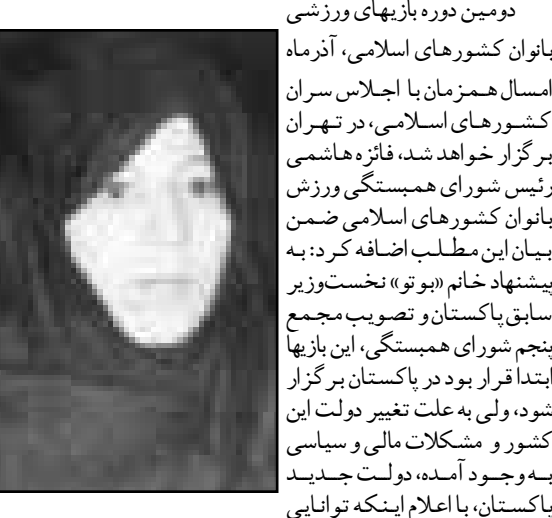 دومین دوره بازیهای ورزشی
بانوان کشورهای اسلامی، آذرماه
امسال همزمان با اجلاس سران
کشورهای اسلامی، در تهران
برگزار خواهد شد، فائزه هاشمی
رئیس شورای همبستگی ورزش
بانوان کشورهای اسلامی ضمن
بیان این مطلب اضافه کرد: به
پیشنهاد خانم «بوتو» نخست‌وزیر
سابق پاکستان و تصویب مجمع
پنجم شورای همبستگی، این بازیها
ابتدا قرار بود در پاکستان برگزار
شود، ولی به علت تغییر دولت این
کشور و مشکلات مالی و سیاسی
به وجود آمده، دولت جدید
پاکستان، با اعلام اینکه توانایی